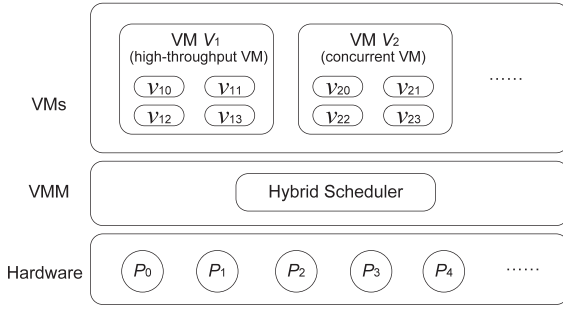 VM V1 VM V2
(high-throughput VM) (concurrent VM)
v10 v11 v20 v21 ......
VMs
v12 v13 v22 v23
VMM Hybrid Scheduler
Hardware P0 P1 P2 P3 P4 ......